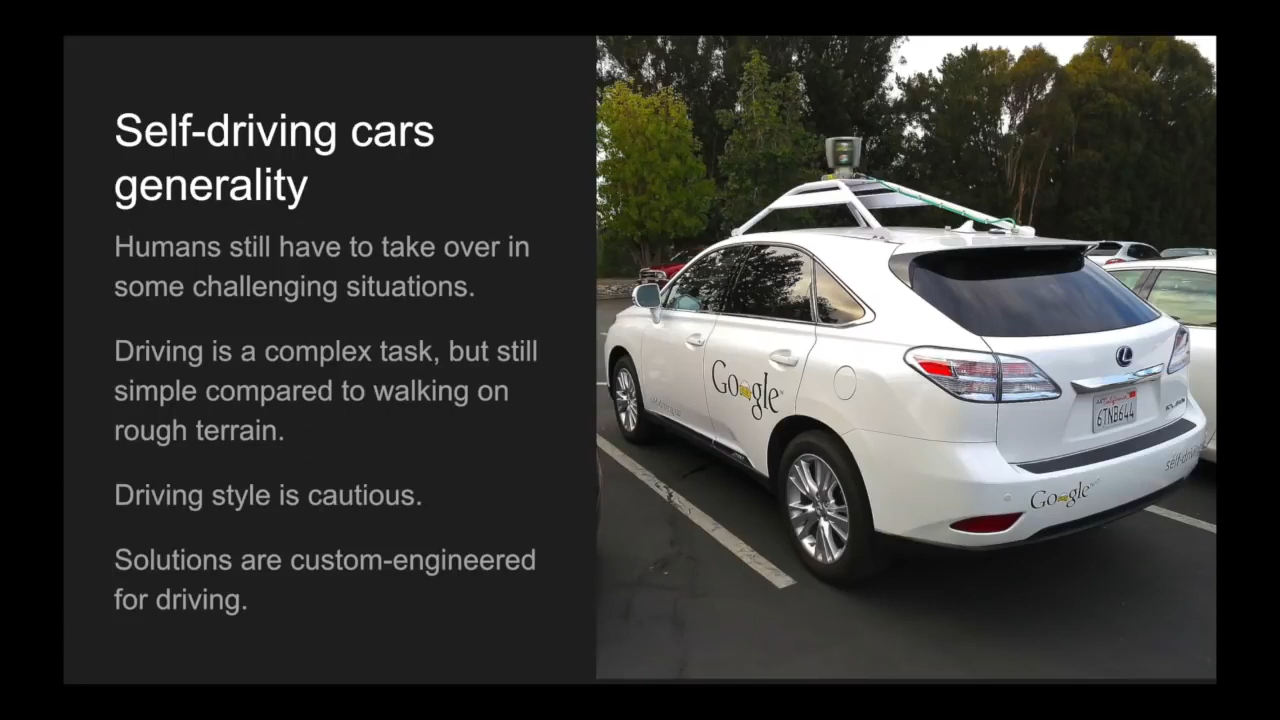 Self-driving cars
generality
Humans still have to take over in
some challenging situations.
Driving is a complex task, but still
simple compared to walking on
rough terrain.
Driving style is cautious.
Solutions are custom-engineered
for driving.
Google
California
6TNB644
Google